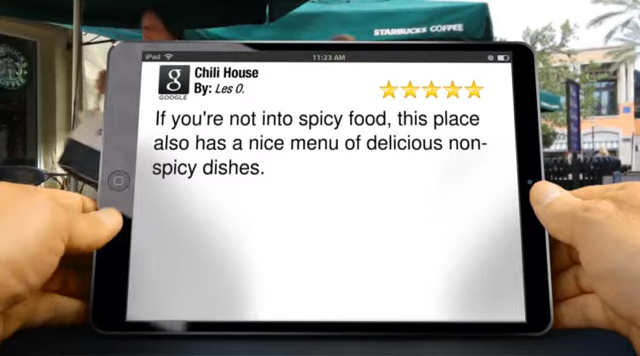 STARBUCKS COFFEE
iPad 11:23 AM
g Chili House
GOOGLE By: Les O.
If you're not into spicy food, this place
also has a nice menu of delicious non-
spicy dishes.